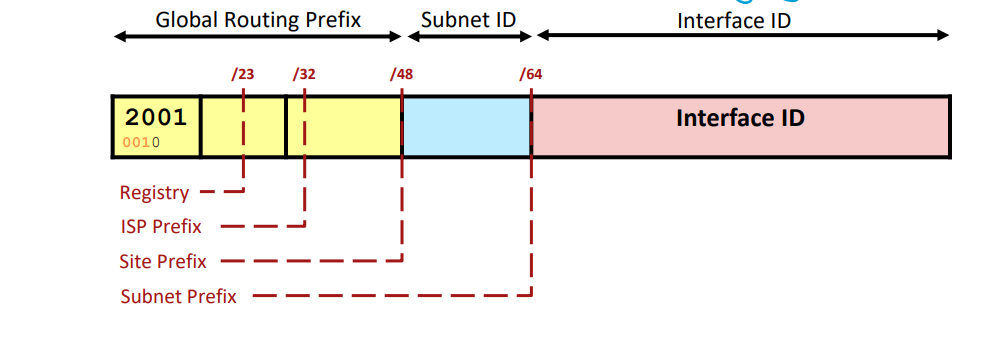 Global Routing Prefix Subnet ID Interface ID
/23 /32 /48 /64
2001 Interface ID
0010
Registry
ISP Prefix
Site Prefix
Subnet Prefix